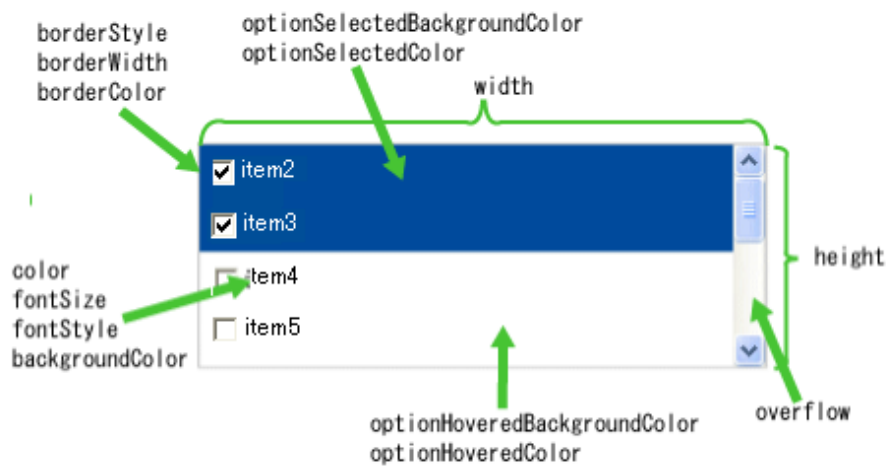 borderStyle
borderWidth
borderColor
optionSelectedBackgroundColor
optionSelectedColor
width
item2
item3
item4
item5
height
color
fontSize
fontStyle
backgroundColor
optionHoveredBackgroundColor
optionHoveredColor
overflow